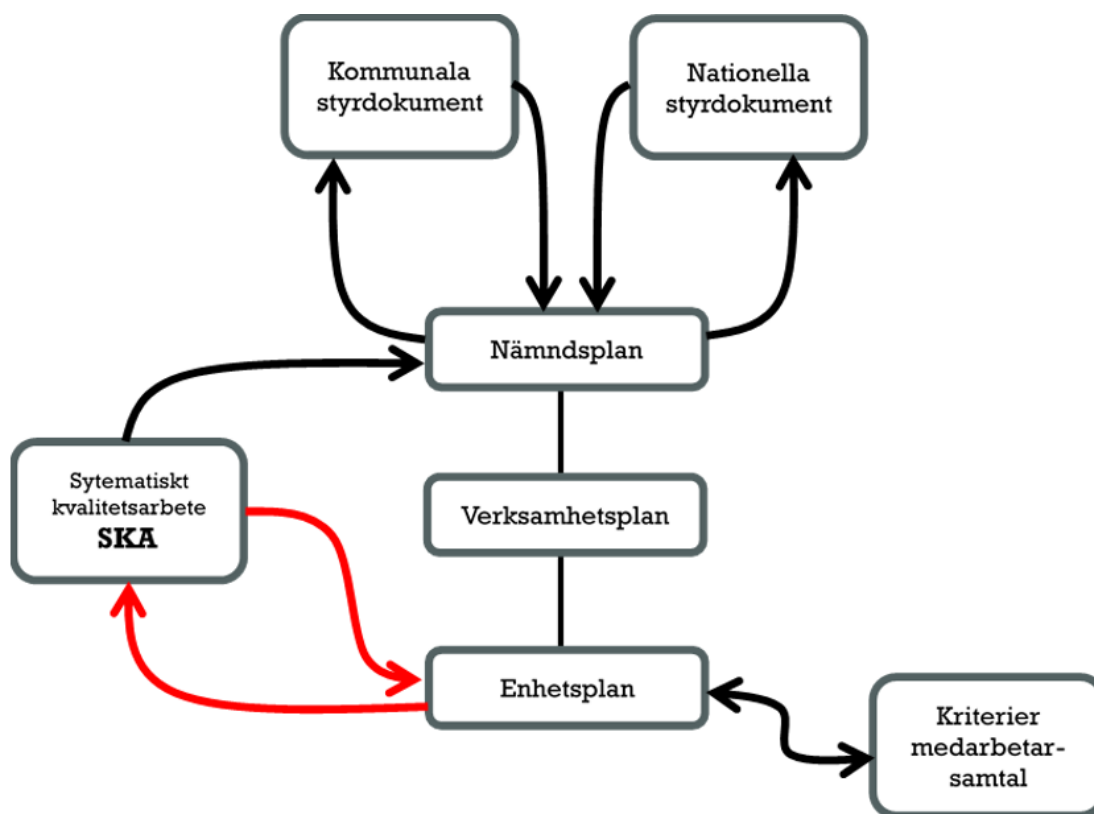 Kommunala
styrdokument
Nationella
styrdokument
Nämndsplan
Sytematiskt
kvalitetsarbete
SKA
Verksamhetsplan
Enhetsplan
Kriterier
medarbetar-
samtal